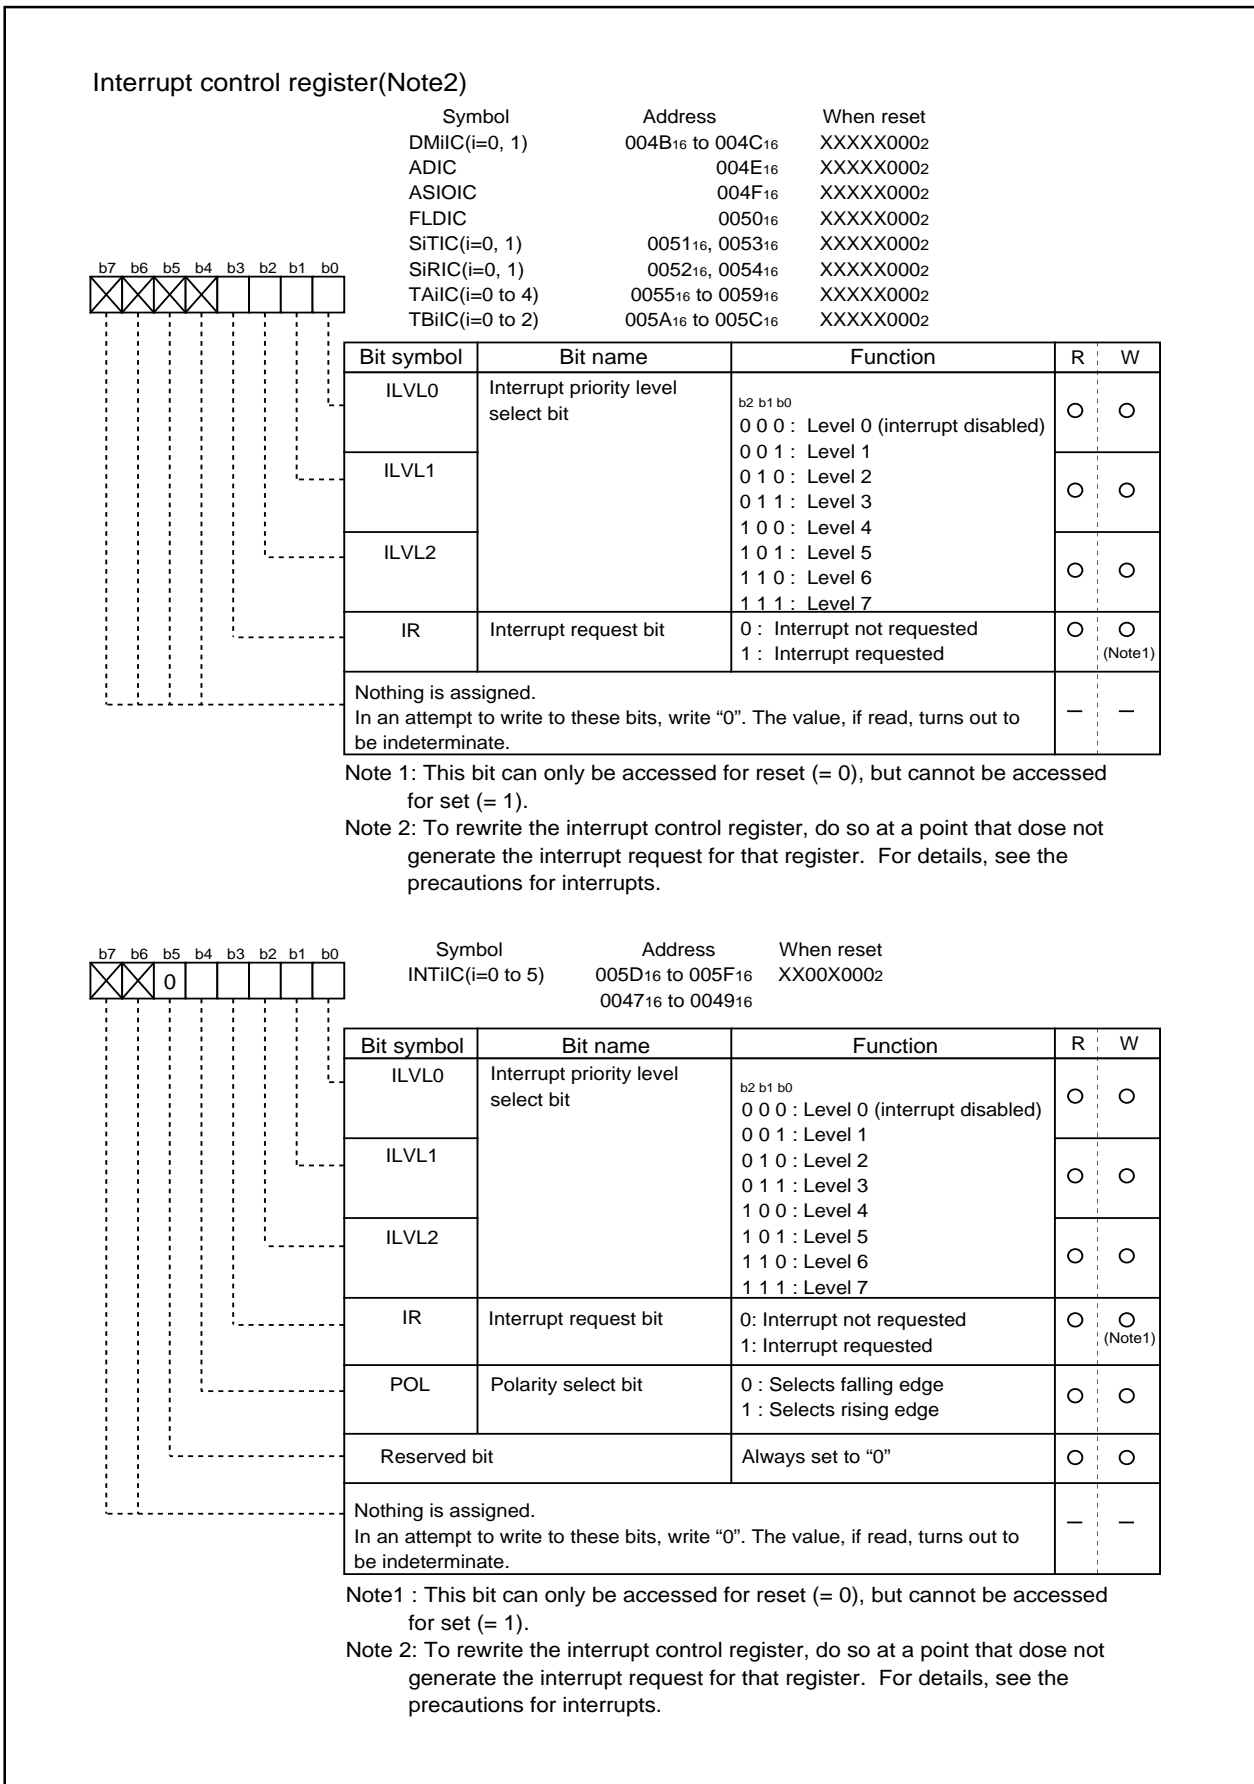 Interrupt control register(Note2)
Symbol Address When reset
DMiIC(i=0, 1) 004B16 to 004C16 XXXXX0002
ADIC 004E16 XXXXX0002
ASIOIC 004F16 XXXXX0002
FLDIC 005016 XXXXX0002
SiTIC(i=0, 1) 005116, 005316 XXXXX0002
SiRIC(i=0, 1) 005216, 005416 XXXXX0002
TAiIC(i=0 to 4) 005516 to 005916 XXXXX0002
TBiIC(i=0 to 2) 005A16 to 005C16 XXXXX0002
b7 b6 b5 b4 b3 b2 b1 b0
Bit symbol Bit name Function R W
ILVL0 Interrupt priority level
select bit
b2 b1 b0
0 0 0 : Level 0 (interrupt disabled)
0 0 1 : Level 1
ILVL1 0 1 0 : Level 2
0 1 1 : Level 3
1 0 0 : Level 4
ILVL2 1 0 1 : Level 5
1 1 0 : Level 6
1 1 1 : Level 7
IR Interrupt request bit 0 : Interrupt not requested
1 : Interrupt requested (Note1)
Nothing is assigned.
In an attempt to write to these bits, write “0”. The value, if read, turns out to
be indeterminate.
Note 1: This bit can only be accessed for reset (= 0), but cannot be accessed
for set (= 1).
Note 2: To rewrite the interrupt control register, do so at a point that dose not
generate the interrupt request for that register. For details, see the
precautions for interrupts.
Symbol Address When reset
INTiIC(i=0 to 5) 005D16 to 005F16 XX00X0002
004716 to 004916
b7 b6 b5 b4 b3 b2 b1 b0
0
Bit symbol Bit name Function R W
ILVL0 Interrupt priority level
select bit
b2 b1 b0
0 0 0 : Level 0 (interrupt disabled)
0 0 1 : Level 1
ILVL1 0 1 0 : Level 2
0 1 1 : Level 3
1 0 0 : Level 4
ILVL2 1 0 1 : Level 5
1 1 0 : Level 6
1 1 1 : Level 7
IR Interrupt request bit 0: Interrupt not requested
1: Interrupt requested (Note1)
POL Polarity select bit 0 : Selects falling edge
1 : Selects rising edge
Reserved bit Always set to “0”
Nothing is assigned.
In an attempt to write to these bits, write “0”. The value, if read, turns out to
be indeterminate.
Note1 : This bit can only be accessed for reset (= 0), but cannot be accessed
for set (= 1).
Note 2: To rewrite the interrupt control register, do so at a point that dose not
generate the interrupt request for that register. For details, see the
precautions for interrupts.